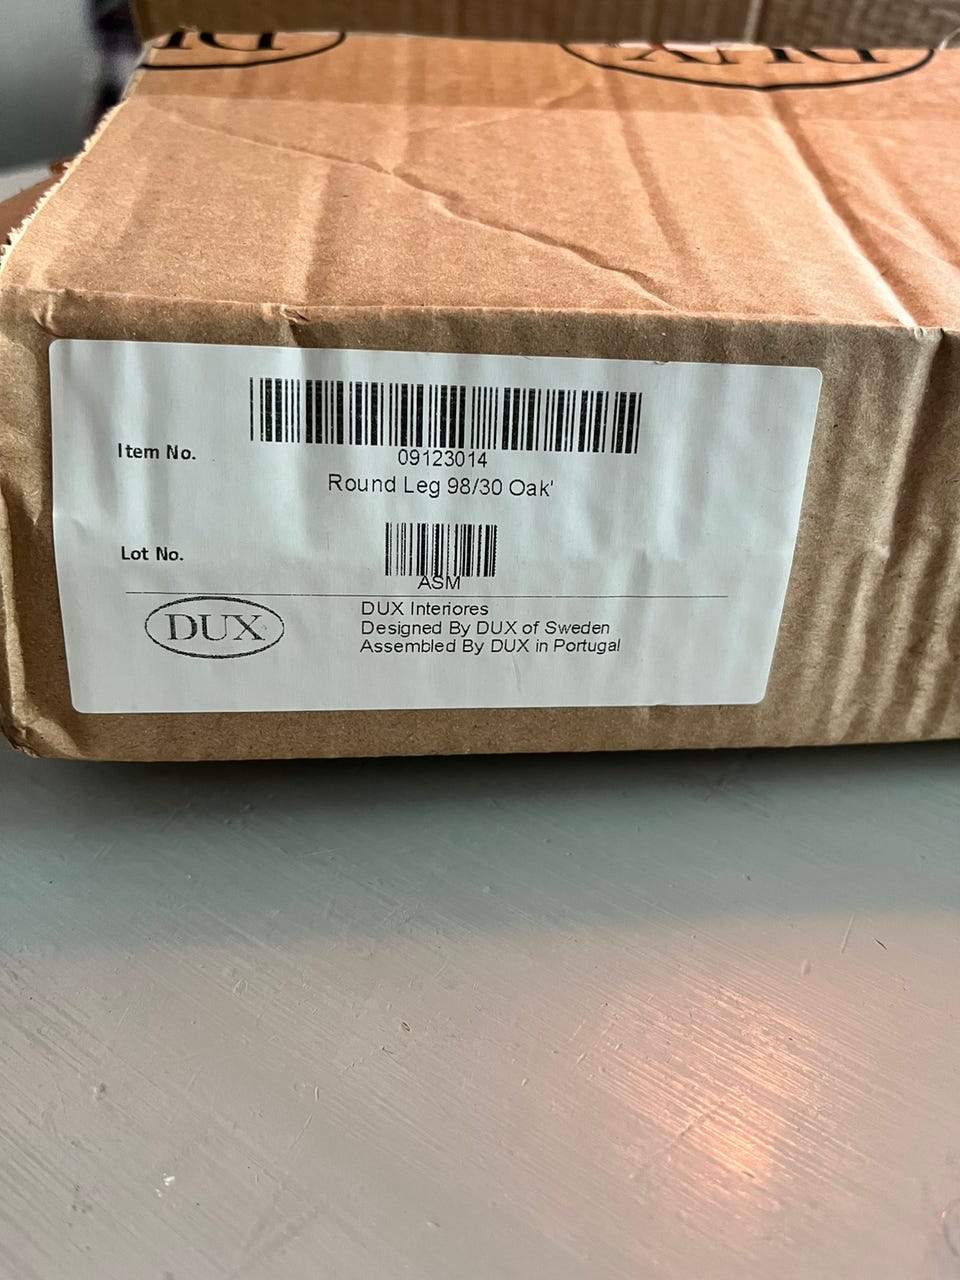 DUX
Item No.
09123014
Round Leg 98/30 Oak'
Lot No.
ASM
DUX
DUX Interiores
Designed By DUX of Sweden
Assembled By DUX in Portugal